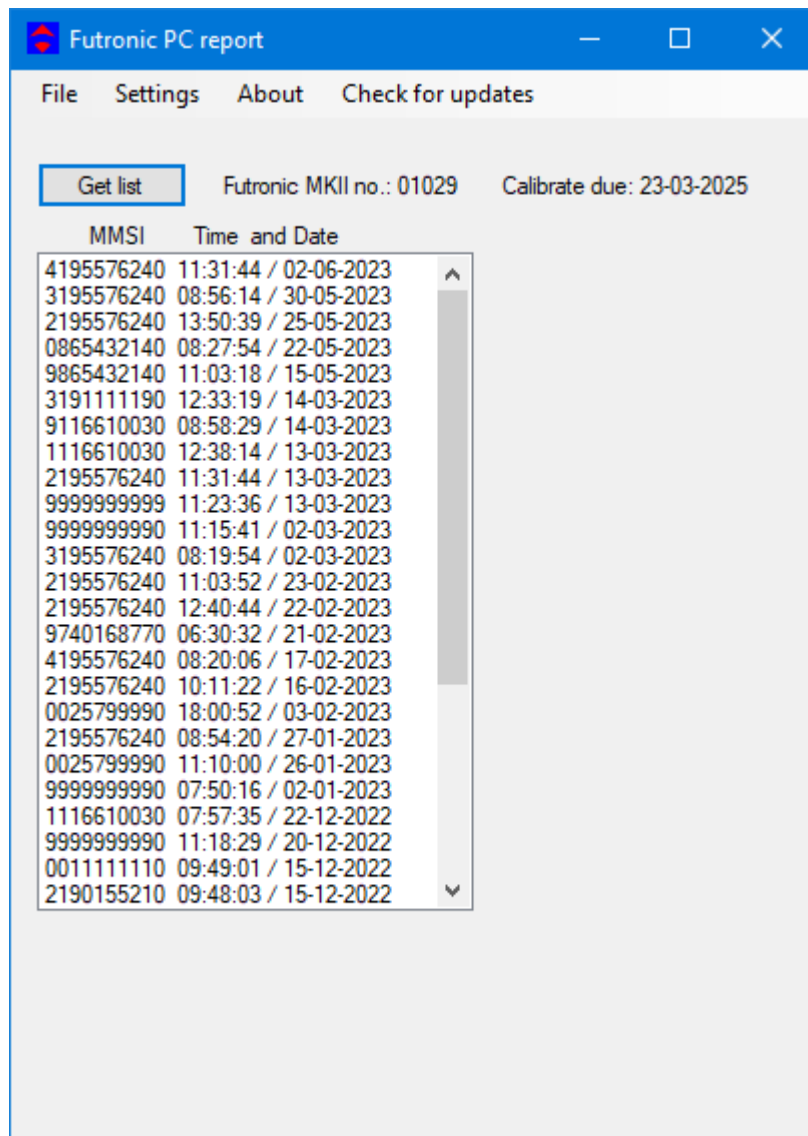 Futronic PC report
File Settings About Check for updates
Get list Futronic MKII no.: 01029 Calibrate due: 23-03-2025
MMSI Time and Date
4195576240 11:31:44 / 02-06-2023
3195576240 08:56:14 / 30-05-2023
2195576240 13:50:39 / 25-05-2023
0865432140 08:27:54 / 22-05-2023
9865432140 11:03:18 / 15-05-2023
3191111190 12:33:19 / 14-03-2023
9116610030 08:58:29 / 14-03-2023
1116610030 12:38:14 / 13-03-2023
2195576240 11:31:44 / 13-03-2023
9999999999 11:23:36 / 13-03-2023
9999999990 11:15:41 / 02-03-2023
3195576240 08:19:54 / 02-03-2023
2195576240 11:03:52 / 23-02-2023
2195576240 12:40:44 / 22-02-2023
9740168770 06:30:32 / 21-02-2023
4195576240 08:20:06 / 17-02-2023
2195576240 10:11:22 / 16-02-2023
0025799990 18:00:52 / 03-02-2023
2195576240 08:54:20 / 27-01-2023
0025799990 11:10:00 / 26-01-2023
9999999990 07:50:16 / 02-01-2023
1116610030 07:57:35 / 22-12-2022
9999999990 11:18:29 / 20-12-2022
0011111110 09:49:01 / 15-12-2022
2190155210 09:48:03 / 15-12-2022